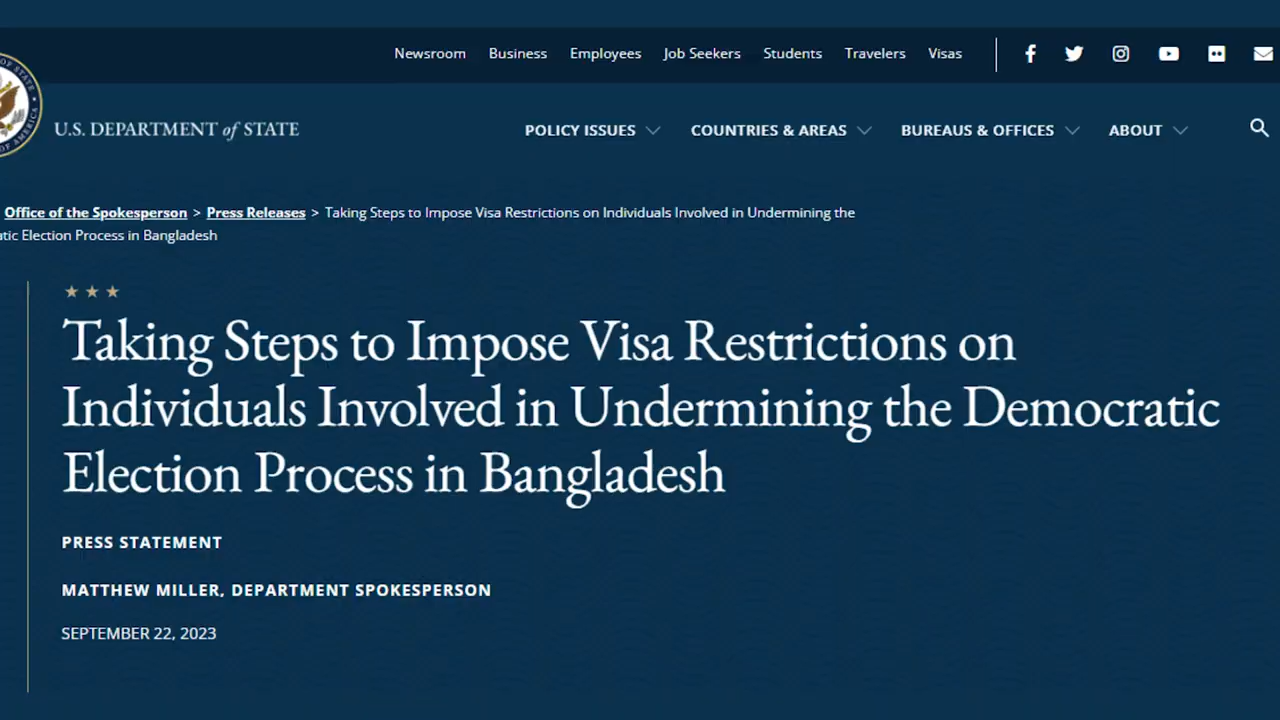 Newsroom Business Employees Job Seekers Students Travelers Visas
U.S. DEPARTMENT of STATE
POLICY ISSUES COUNTRIES & AREAS BUREAUS & OFFICES ABOUT
Office of the Spokesperson > Press Releases > Taking Steps to Impose Visa Restrictions on Individuals Involved in Undermining the
Election Process in Bangladesh
Taking Steps to Impose Visa Restrictions on
Individuals Involved in Undermining the Democratic
Election Process in Bangladesh
PRESS STATEMENT
MATTHEW MILLER, DEPARTMENT SPOKESPERSON
SEPTEMBER 22, 2023